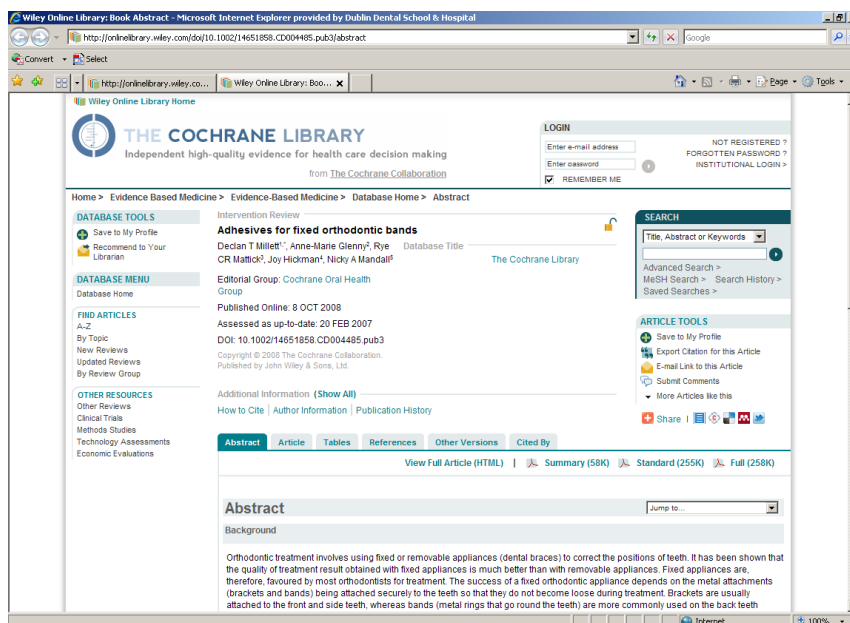 Wiley Online Library: Book Abstract - Microsoft Internet Explorer provided by Dublin Dental School & Hospital
http://onlinelibrary.wiley.com/doi/10.1002/14651858.CD004485.pub3/abstract
Google
Convert Select
http://onlinelibrary.wiley.co...
Wiley Online Library: Boo...
Page Tools
Wiley Online Library Home
THE COCHRANE LIBRARY
Independent high-quality evidence for health care decision making
from The Cochrane Collaboration
LOGIN
Enter e-mail address
Enter password
REMEMBER ME
NOT REGISTERED ?
FORGOTTEN PASSWORD ?
INSTITUTIONAL LOGIN >
Home > Evidence Based Medicine > Evidence-Based Medicine > Database Home > Abstract
DATABASE TOOLS
Save to My Profile
Recommend to Your
Librarian
DATABASE MENU
Database Home
FIND ARTICLES
A-Z
By Topic
New Reviews
Updated Reviews
By Review Group
OTHER RESOURCES
Other Reviews
Clinical Trials
Methods Studies
Technology Assessments
Economic Evaluations
Intervention Review
Adhesives for fixed orthodontic bands
Declan T Millett1,*, Anne-Marie Glenny2, Rye
CR Mattick3, Joy Hickman4, Nicky A Mandall5
Database Title
The Cochrane Library
Editorial Group: Cochrane Oral Health
Group
Published Online: 8 OCT 2008
Assessed as up-to-date: 20 FEB 2007
DOI: 10.1002/14651858.CD004485.pub3
Copyright © 2008 The Cochrane Collaboration.
Published by John Wiley & Sons, Ltd.
Additional Information (Show All)
How to Cite | Author Information | Publication History
SEARCH
Title, Abstract or Keywords
Advanced Search >
MeSH Search > Search History >
Saved Searches >
ARTICLE TOOLS
Save to My Profile
Export Citation for this Article
E-mail Link to this Article
Submit Comments
More Articles like this
Share |
Abstract Article Tables References Other Versions Cited By
View Full Article (HTML) | Summary (58K) Standard (255K) Full (258K)
Abstract
Jump to...
Background
Orthodontic treatment involves using fixed or removable appliances (dental braces) to correct the positions of teeth. It has been shown that
the quality of treatment result obtained with fixed appliances is much better than with removable appliances. Fixed appliances are,
therefore, favoured by most orthodontists for treatment. The success of a fixed orthodontic appliance depends on the metal attachments
(brackets and bands) being attached securely to the teeth so that they do not become loose during treatment. Brackets are usually
attached to the front and side teeth, whereas bands (metal rings that go round the teeth) are more commonly used on the back teeth
Internet
100%